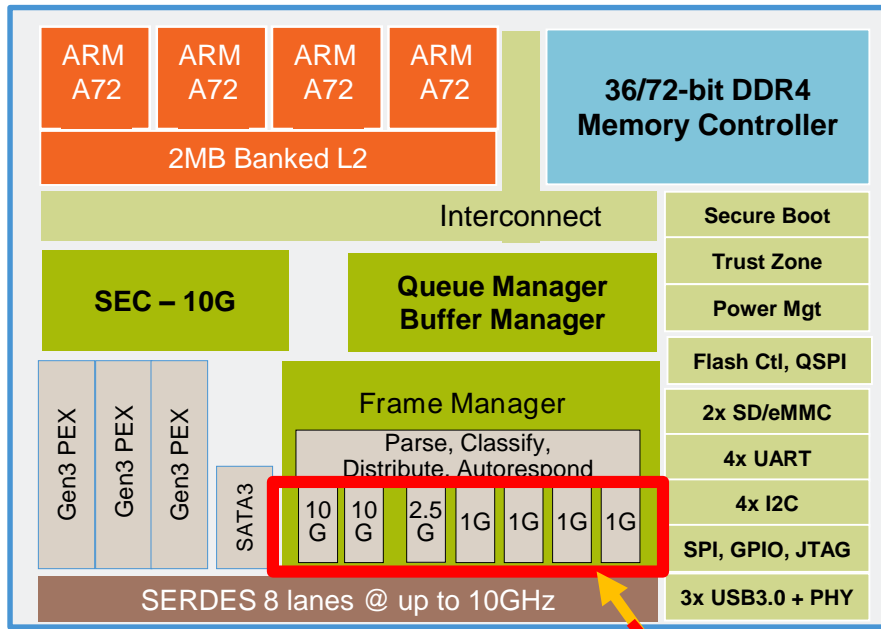 ARM
A72
ARM
A72
ARM
A72
ARM
A72
2MB Banked L2
36/72-bit DDR4
Memory Controller
Interconnect
SEC – 10G
Queue Manager
Buffer Manager
Secure Boot
Trust Zone
Power Mgt
Flash Ctl, QSPI
2x SD/eMMC
4x UART
4x I2C
SPI, GPIO, JTAG
3x USB3.0 + PHY
Gen3 PEX
Gen3 PEX
Gen3 PEX
SATA3
Frame Manager
Parse, Classify,
Distribute, Autorespond
10
G
10
G
2.5
G
1G
1G
1G
1G
SERDES 8 lanes @ up to 10GHz